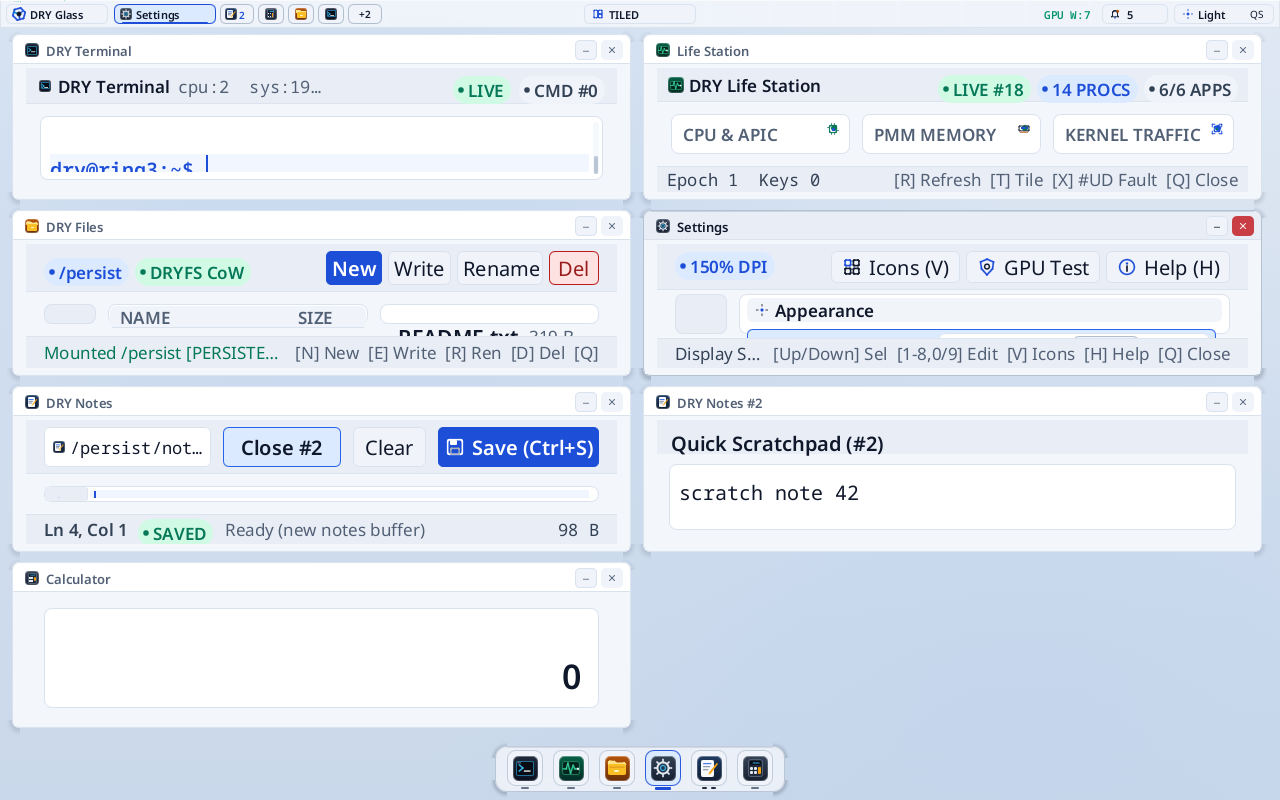 DRY Glass Settings 2 +2 TILED GPU W:7 5 Light QS
DRY Terminal
DRY Terminal cpu:2 sys:19… LIVE CMD #0
dry@ring3:~$
Life Station
DRY Life Station LIVE #18 14 PROCS 6/6 APPS
CPU & APIC PMM MEMORY KERNEL TRAFFIC
Epoch 1 Keys 0 [R] Refresh [T] Tile [X] #UD Fault [Q] Close
DRY Files
/persist DRYFS CoW New Write Rename Del
NAME SIZE
README.txt 319 B
Mounted /persist [PERSISTE… [N] New [E] Write [R] Ren [D] Del [Q]
Settings
150% DPI Icons (V) GPU Test Help (H)
Appearance
Display S… [Up/Down] Sel [1-8,0/9] Edit [V] Icons [H] Help [Q] Close
DRY Notes
/persist/not… Close #2 Clear Save (Ctrl+S)
Ln 4, Col 1 SAVED Ready (new notes buffer) 98 B
DRY Notes #2
Quick Scratchpad (#2)
scratch note 42
Calculator
0